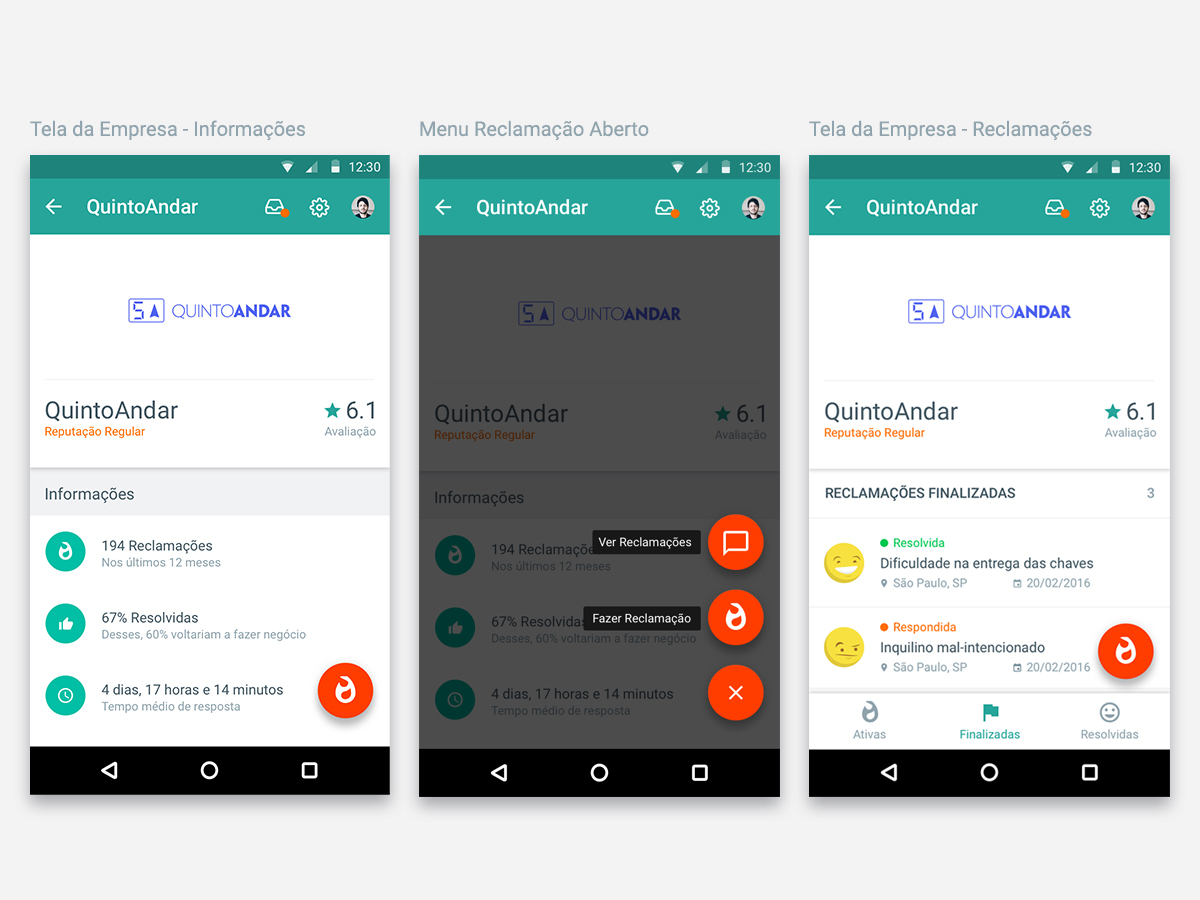 Tela da Empresa - Informações
12:30
QuintoAndar
5 QUINTOANDAR
QuintoAndar
6.1
Reputação Regular
Avaliação
Informações
194 Reclamações
Nos últimos 12 meses
67% Resolvidas
Desses, 60% voltariam a fazer negócio
4 dias, 17 horas e 14 minutos
Tempo médio de resposta
Menu Reclamação Aberto
12:30
QuintoAndar
5 QUINTOANDAR
QuintoAndar
6.1
Reputação Regular
Avaliação
Informações
194 Reclamações
Ver Reclamações
Nos últimos 12 meses
67% Resolvidas
Fazer Reclamação
Desses, 60% voltariam a fazer negócio
4 dias, 17 horas e 14 minutos
Tempo médio de resposta
Tela da Empresa - Reclamações
12:30
QuintoAndar
5 QUINTOANDAR
QuintoAndar
6.1
Reputação Regular
Avaliação
RECLAMAÇÕES FINALIZADAS
3
Resolvida
Dificuldade na entrega das chaves
São Paulo, SP
20/02/2016
Respondida
Inquilino mal-intencionado
São Paulo, SP
20/02/2016
Ativas
Finalizadas
Resolvidas